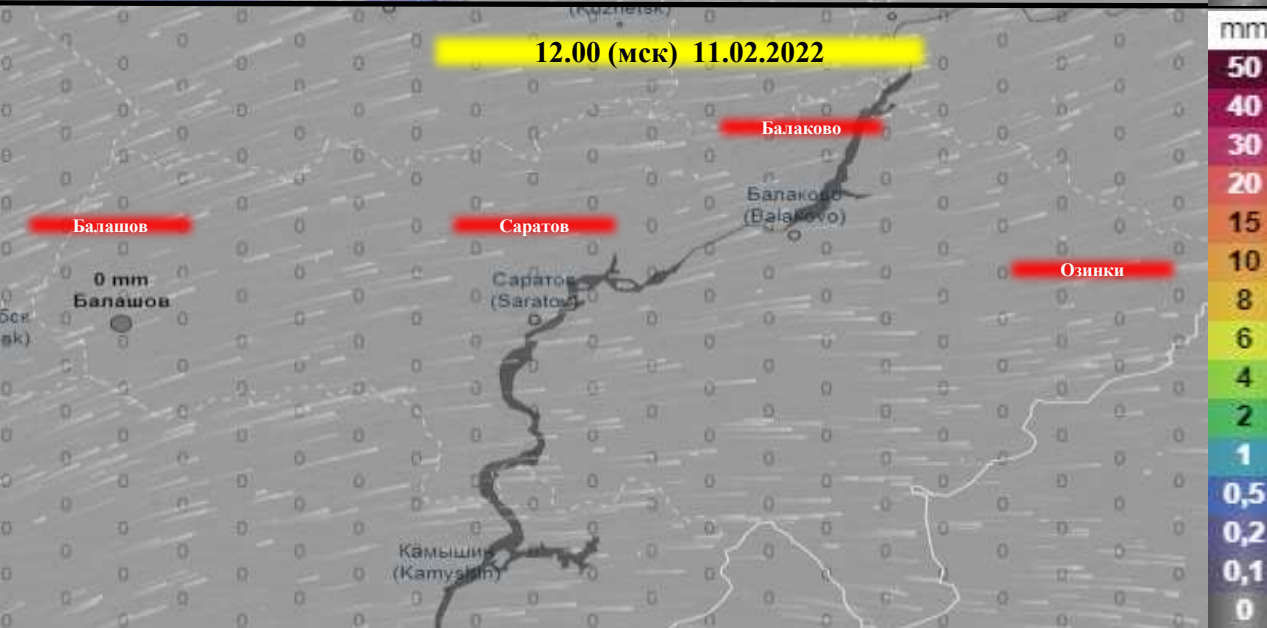 (Kuznetsk)
12.00 (мск) 11.02.2022
mm
50
40
30
20
15
10
8
6
4
2
1
0,5
0,2
0,1
0
Балаково
Балаково
(Balakovo)
Балашов
Саратов
Озинки
0 mm
Балашов
Саратов
(Saratov)
бск
sk)
Камышин
(Kamyshin)